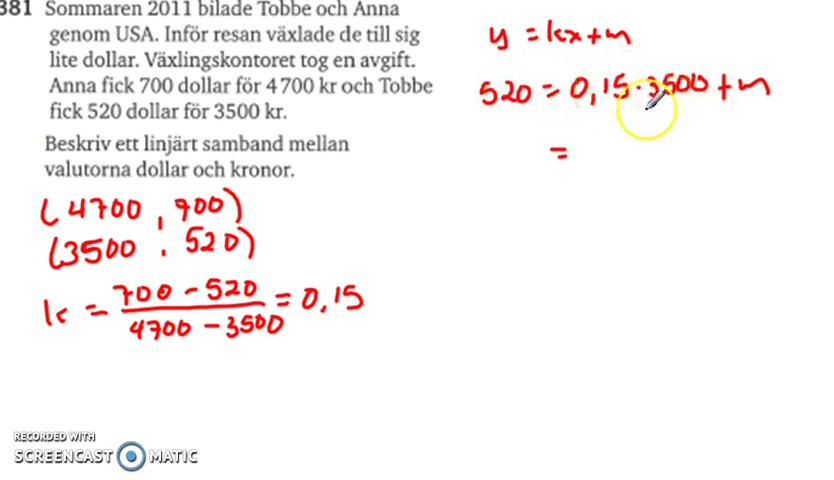 381 Sommaren 2011 bilade Tobbe och Anna
genom USA. Inför resan växlade de till sig
lite dollar. Växlingskontoret tog en avgift.
Anna fick 700 dollar för 4 700 kr och Tobbe
fick 520 dollar för 3500 kr.
Beskriv ett linjärt samband mellan
valutorna dollar och kronor.
(4700, 700)
(3500, 520)
k = 700 - 520 / 4700 - 3500 = 0,15
y = kx + m
520 = 0,15 · 3500 + m
=
RECORDED WITH
SCREENCAST MATIC